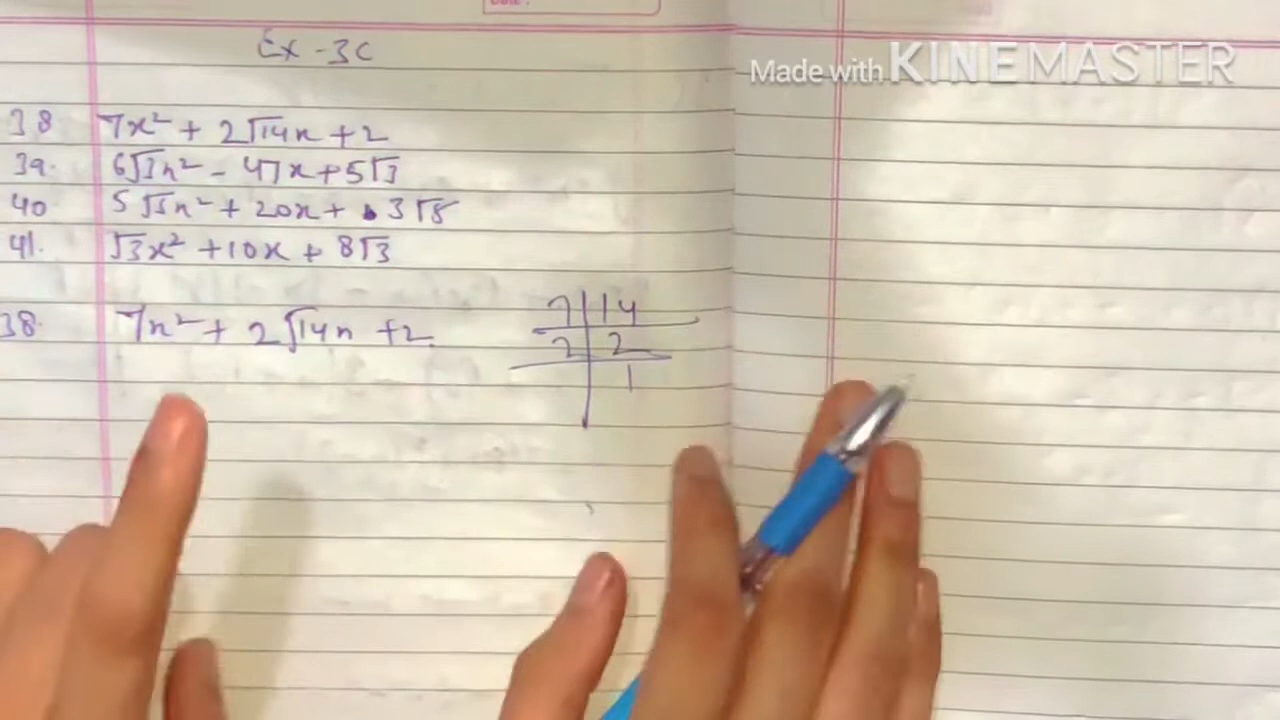 Ex - 3C
Made with KINEMASTER
38 7x² + 2√14x + 2
39. 6√3x² - 47x + 5√3
40 5√5x² + 20x + 3√5
41. √3x² + 10x + 8√3
38. 7x² + 2√14x + 2
7 | 14
2 | 2
1